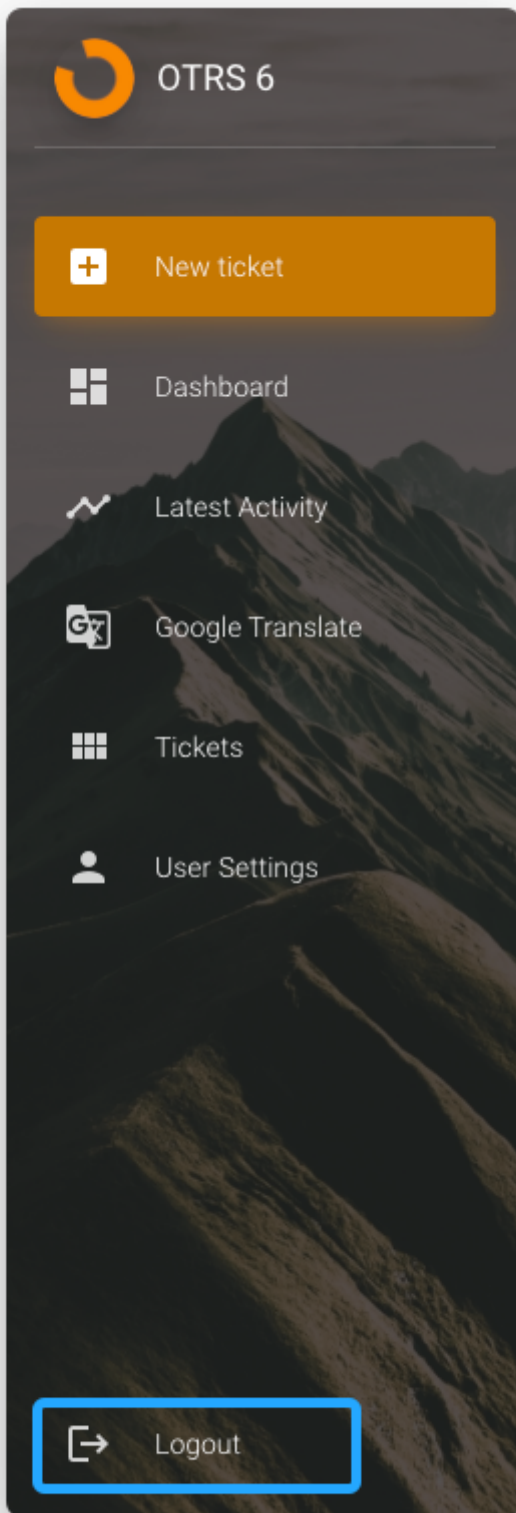 OTRS 6
New ticket
Dashboard
Latest Activity
Google Translate
Tickets
User Settings
Logout